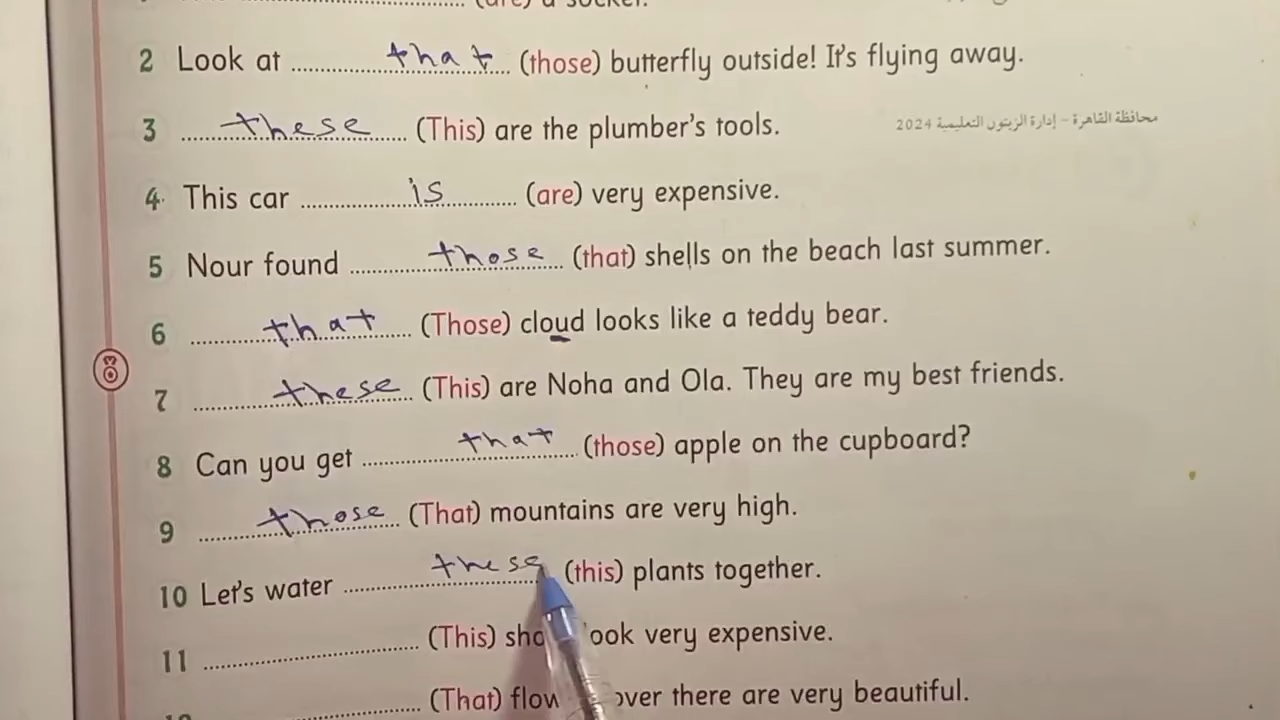 (are) a
2 Look at that (those) butterfly outside! It's flying away.
3 these (This) are the plumber's tools.
محافظة القاهرة – إدارة الزيتون التعليمية 2024
4 This car is (are) very expensive.
5 Nour found those (that) shells on the beach last summer.
6 that (Those) cloud looks like a teddy bear.
7 these (This) are Noha and Ola. They are my best friends.
8 Can you get that (those) apple on the cupboard?
9 those (That) mountains are very high.
10 Let's water these (this) plants together.
11 (This) very expensive.
(That) over there are very beautiful.